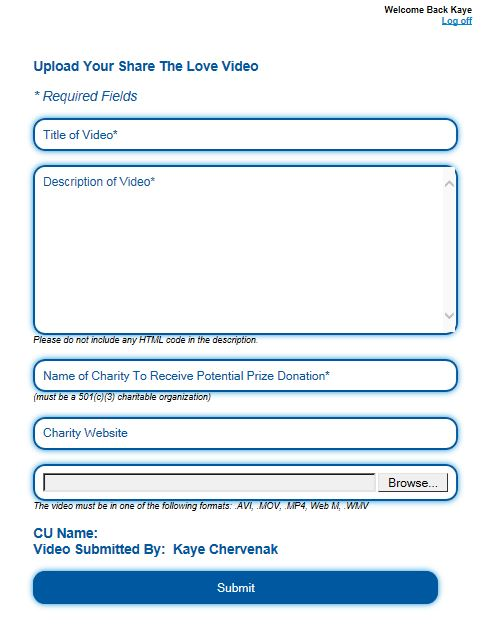 Welcome Back Kaye
Log off
Upload Your Share The Love Video
* Required Fields
Title of Video*
Description of Video*
Please do not include any HTML code in the description.
Name of Charity To Receive Potential Prize Donation*
(must be a 501(c)(3) charitable organization)
Charity Website
Browse...
The video must be in one of the following formats: .AVI, .MOV, .MP4, Web M, .WMV
CU Name:
Video Submitted By: Kaye Chervenak
Submit